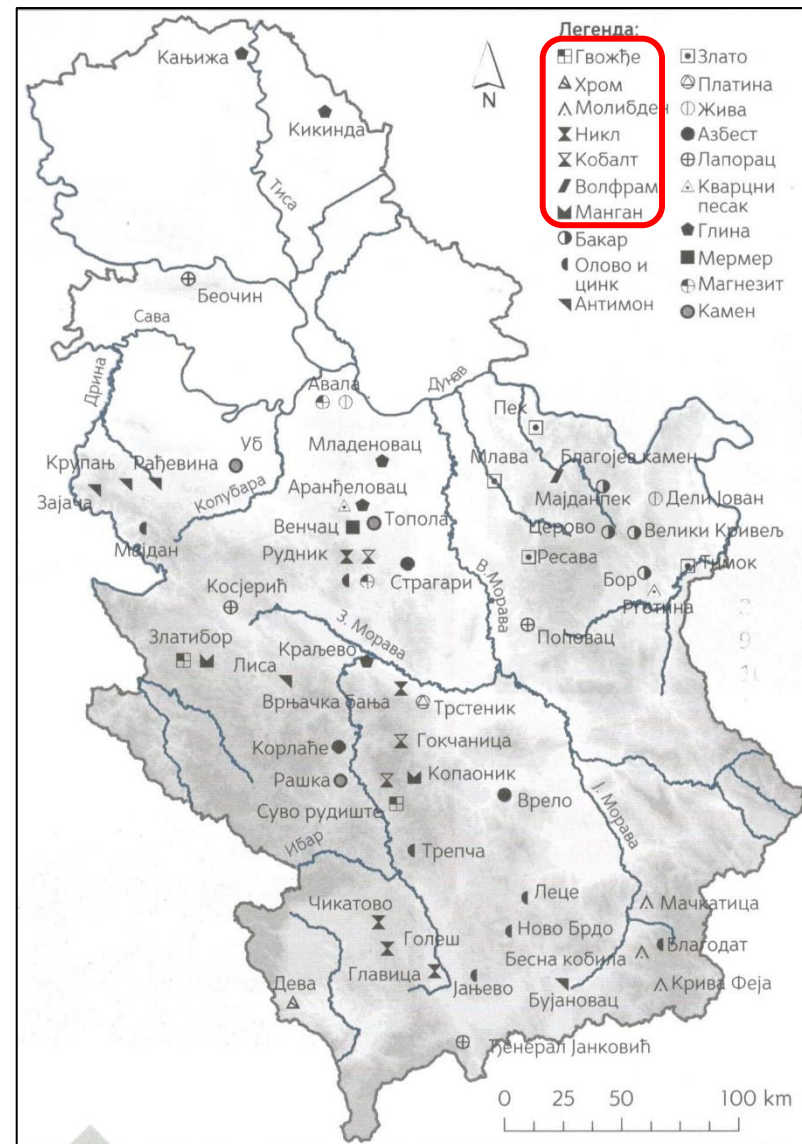 Легенда:
Гвожђе
Хром
Молибден
Никл
Кобалт
Волфрам
Манган
Бакар
Олово и
цинк
Антимон
Злато
Платина
Жива
Азбест
Лапорац
Кварцни
песак
Глина
Мермер
Магнезит
Камен
N
Кањижа
Кикинда
Тиса
Беочин
Сава
Дрина
Авала
Дунав
Пек
Уб
Младеновац
Млава
Благојев камен
Крупањ
Рађевина
Колубара
Зајача
Аранђеловац
Мајданпек
Дели Јован
Мајдан
Венчац
Топола
Церово
Велики Кривељ
Рудник
Страгари
В. Морава
Ресава
Бор
Тимок
Косјерић
Рготина
З. Морава
Поповац
Златибор
Лиса
Краљево
Врњачка бања
Трстеник
Гокчаница
Корлаће
Рашка
Копаоник
Суво рудиште
Врело
Ј. Морава
Ибар
Трепча
Леце
Мачкатица
Чикатово
Ново Брдо
Голеш
Бесна кобила
Благодат
Главица
Дева
Јањево
Бујановац
Крива Феја
Ђенерал Јанковић
0 25 50 100 km